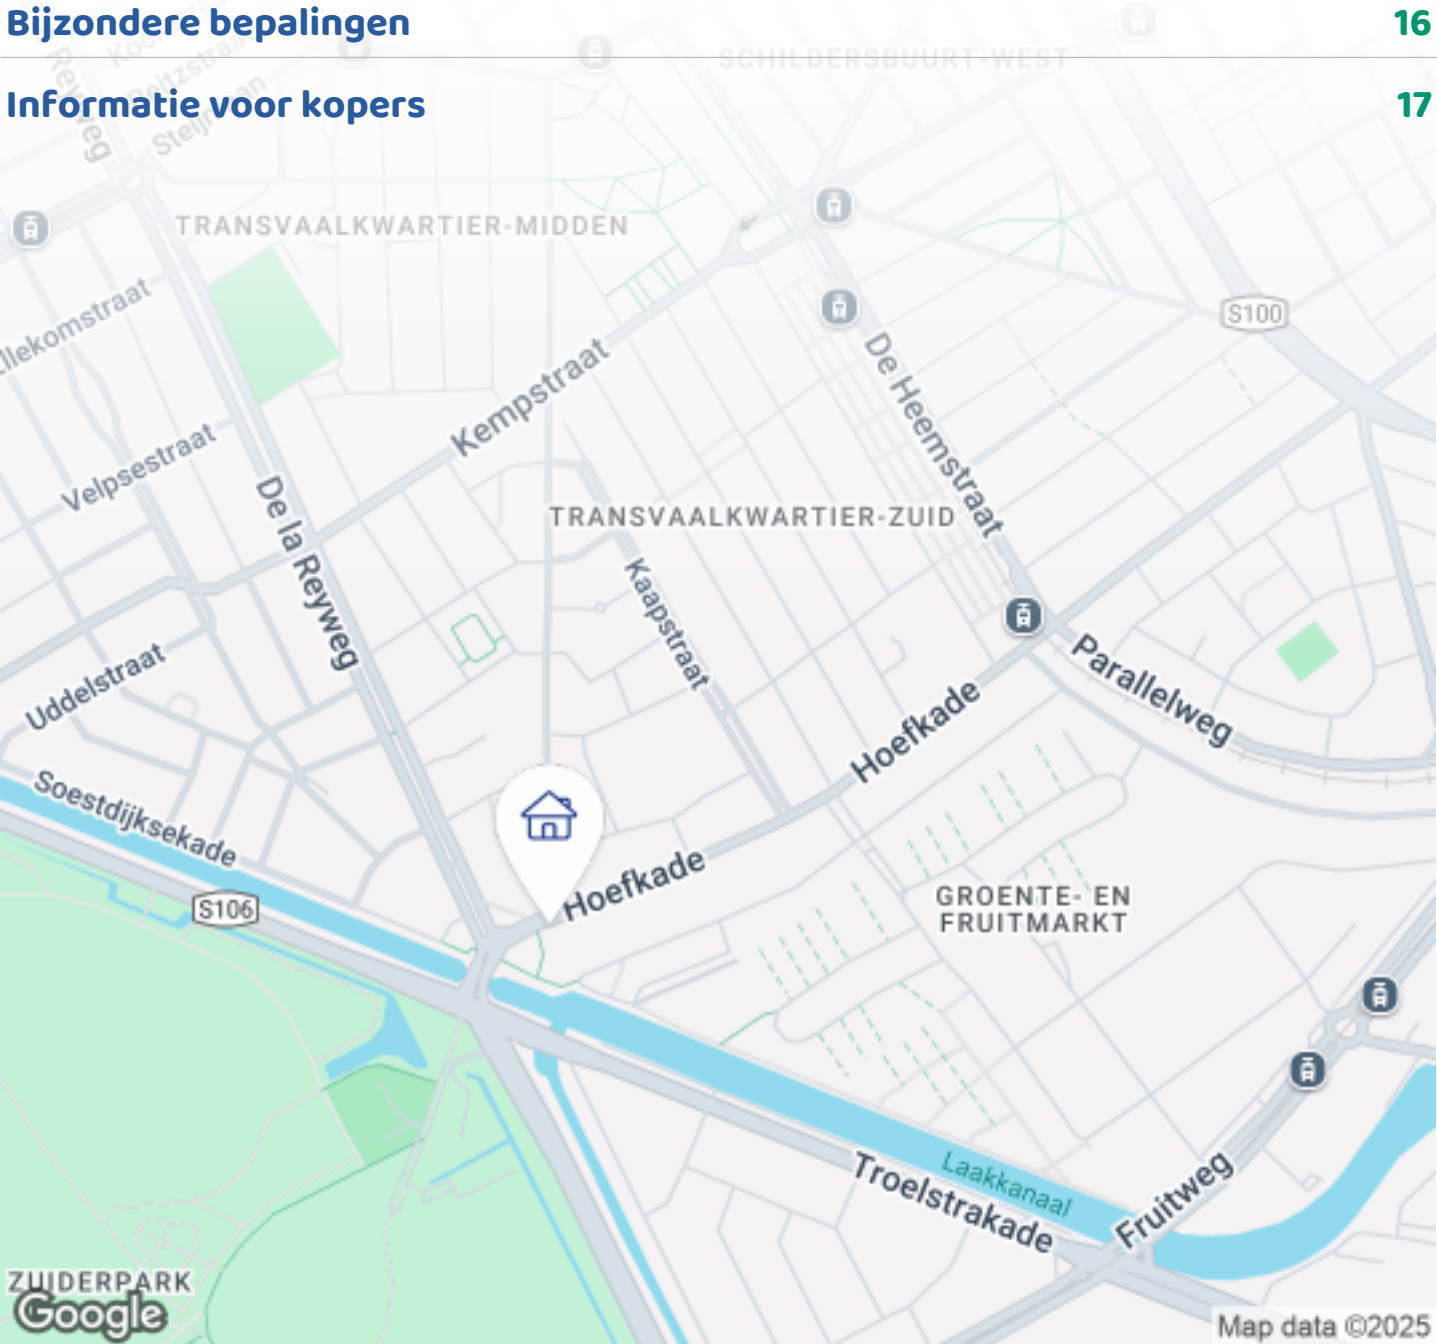 Bijzondere bepalingen 16
SCHILDERSBUURT-WEST
Informatie voor kopers 17
Steijnlaan
TRANSVAALKWARTIER-MIDDEN
S100
Kempstraat
De Heemstraat
Velpsestraat
De la Reyweg
TRANSVAALKWARTIER-ZUID
Kaapstraat
Uddelstraat
Parallelweg
Hoefkade
Soestdijksekade
Hoefkade
S106
GROENTE- EN
FRUITMARKT
Laakkanaal
Troelstrakade
Fruitweg
ZUIDERPARK
Google
Map data ©2025